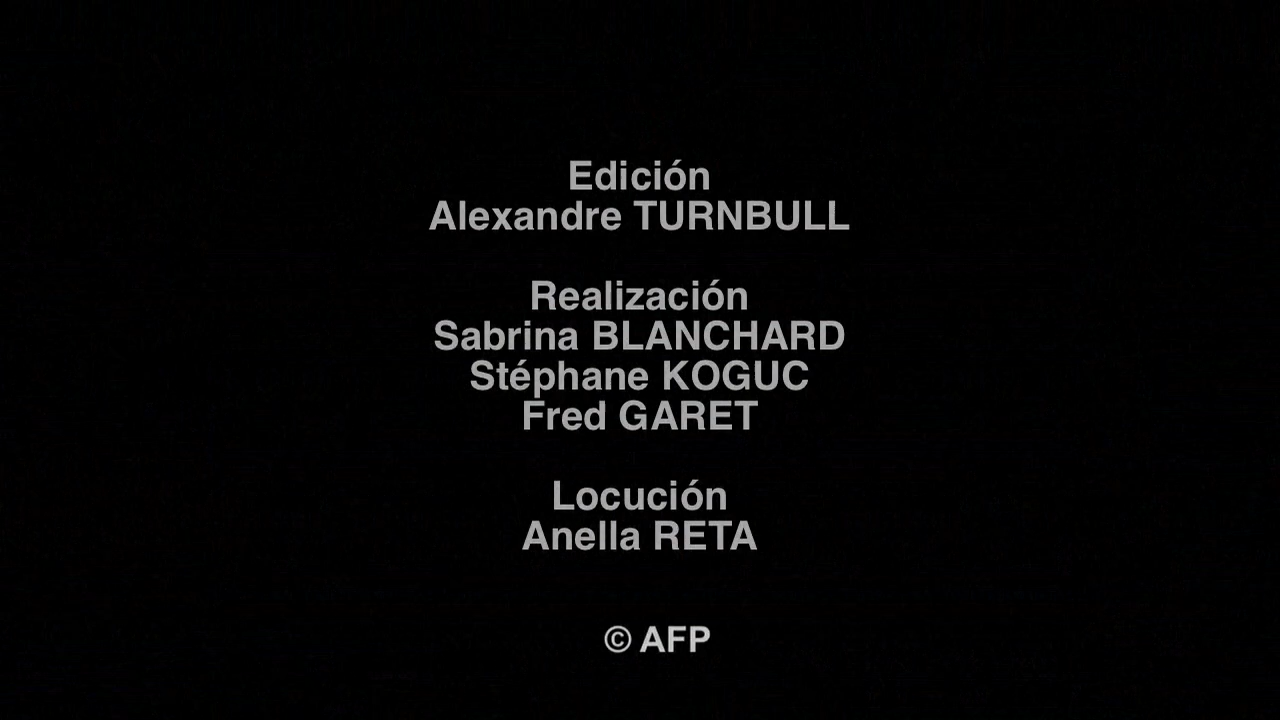 Edición
Alexandre TURNBULL
Realización
Sabrina BLANCHARD
Stéphane KOGUC
Fred GARET
Locución
Anella RETA
© AFP